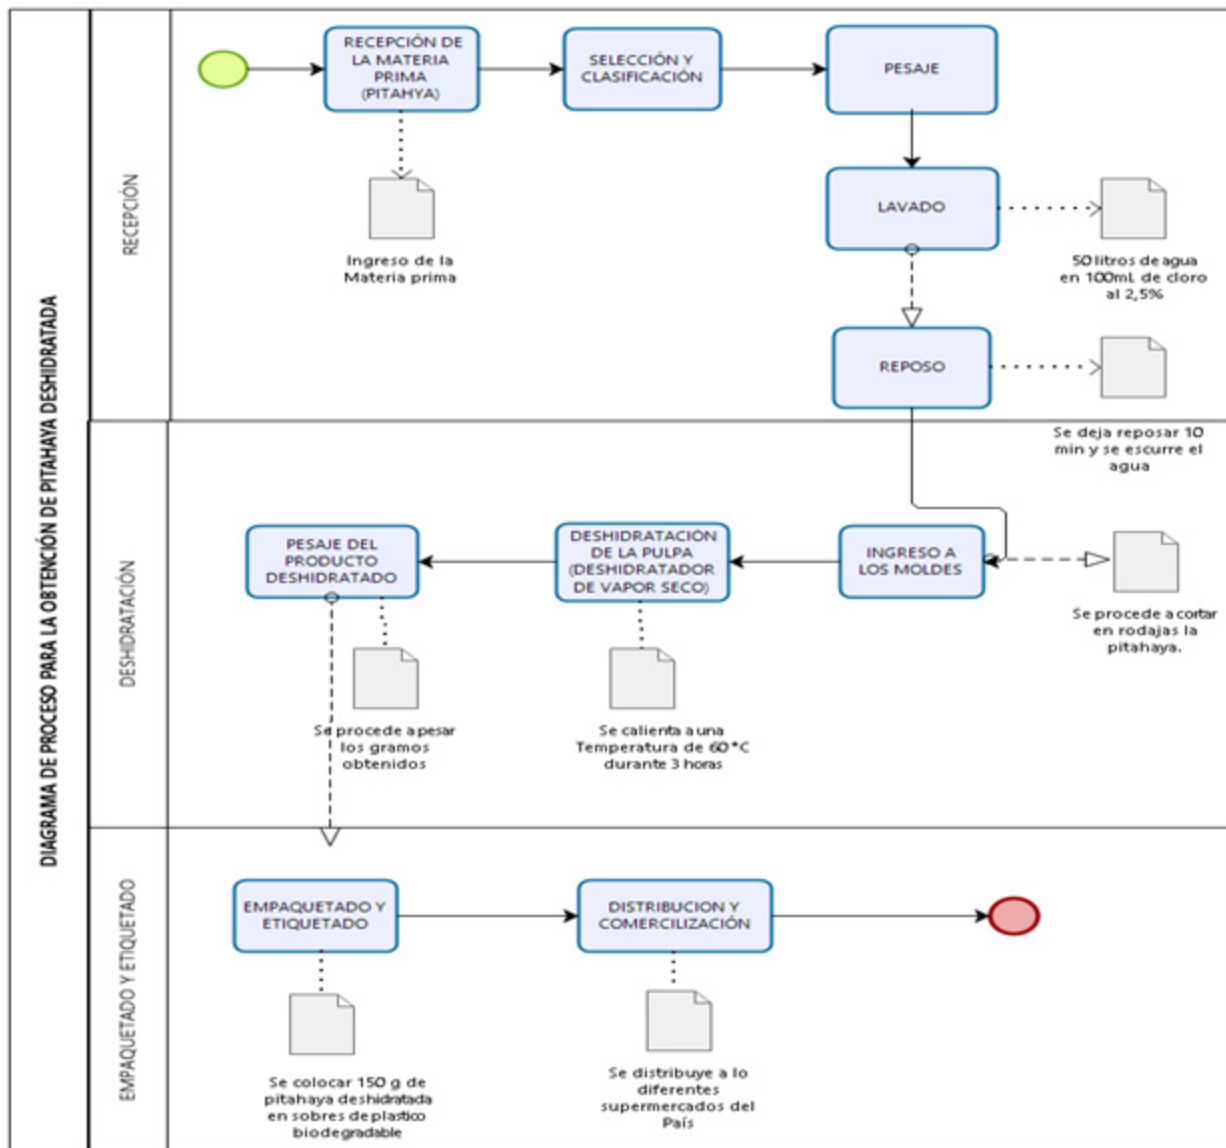 DIAGRAMA DE PROCESO PARA LA OBTENCIÓN DE PITAHAYA DESHIDRATADA
RECEPCIÓN
RECEPCIÓN DE
LA MATERIA
PRIMA
(PITAHYA)
SELECCIÓN Y
CLASIFICACIÓN
PESAJE
Ingreso de la
Materia prima
LAVADO
50 litros de agua
en 100mL de cloro
al 2,5%
REPOSO
Se deja reposar 10
min y se escurre el
agua
DESHIDRATACIÓN
PESAJE DEL
PRODUCTO
DESHIDRATADO
DESHIDRATACIÓN
DE LA PULPA
(DESHIDRATADOR
DE VAPOR SECO)
INGRESO A
LOS MOLDES
Se procede a cortar
en rodajas la
pitahaya.
Se procede a pesar
los gramos
obtenidos
Se calienta a una
Temperatura de 60 °C
durante 3 horas
EMPAQUETADO Y ETIQUETADO
EMPAQUETADO Y
ETIQUETADO
DISTRIBUCION Y
COMERCILIZACIÓN
Se colocar 150 g de
pitahaya deshidratada
en sobres de plastico
biodegradable
Se distribuye a lo
diferentes
supermercados del
País